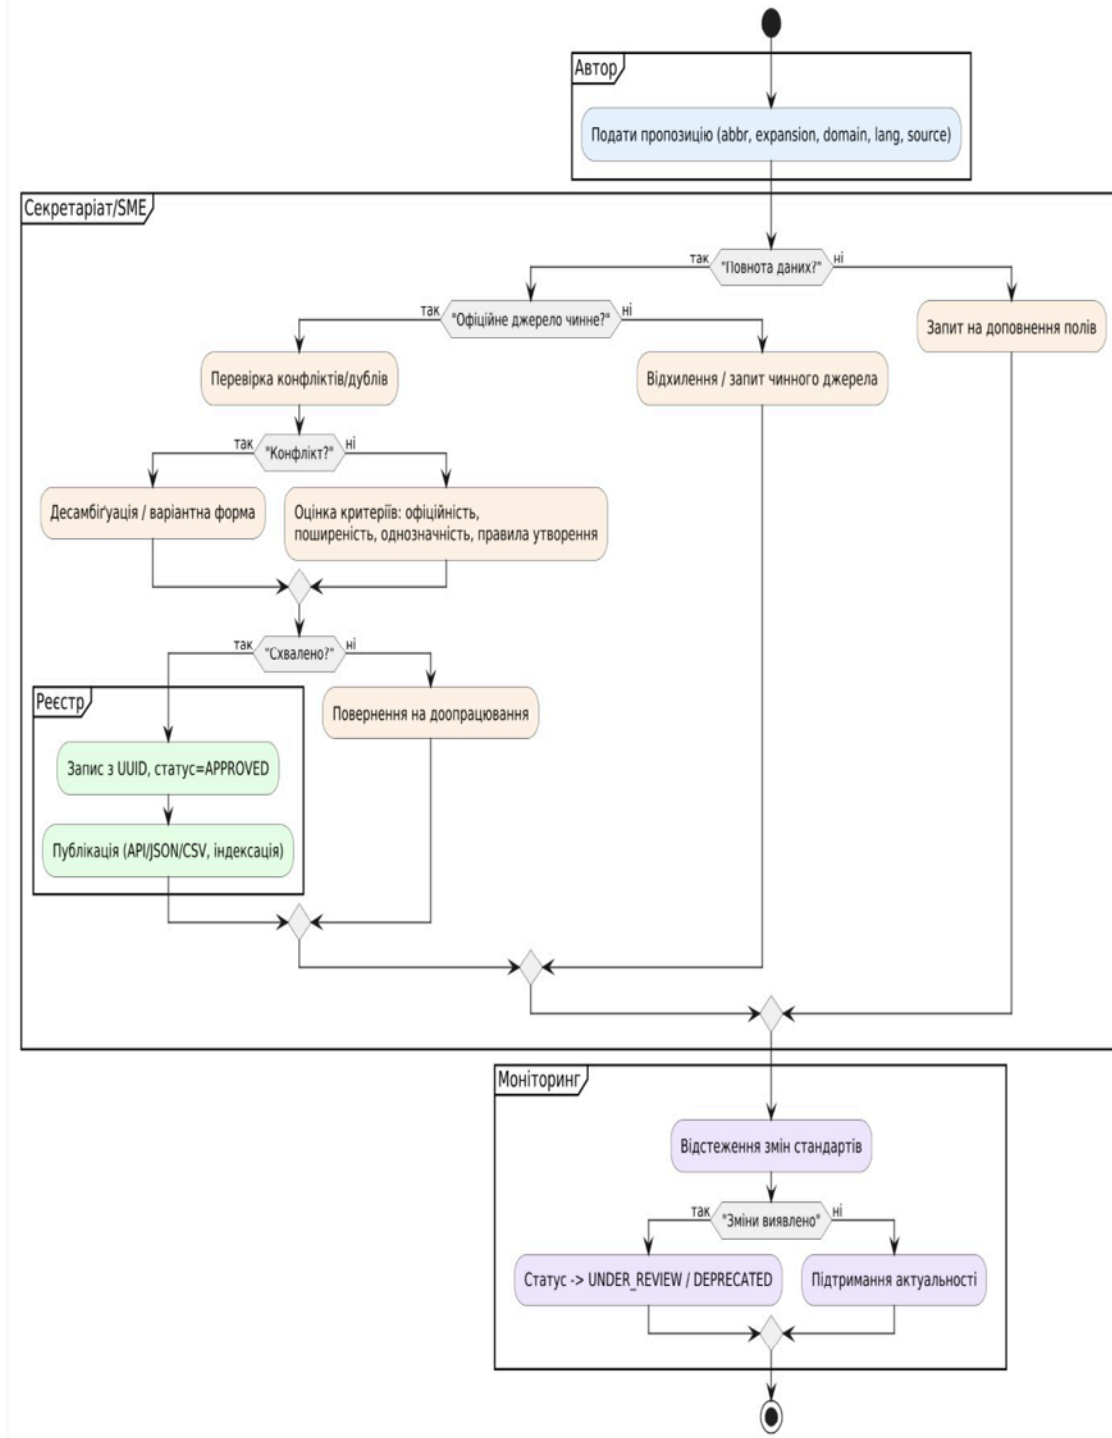 Автор
Подати пропозицію (abbr, expansion, domain, lang, source)
Секретаріат/SME
так
"Повнота даних?"
ні
так
"Офіційне джерело чинне?"
ні
Запит на доповнення полів
Перевірка конфліктів/дублів
Відхилення / запит чинного джерела
так
"Конфлікт?"
ні
Десамбіґуація / варіантна форма
Оцінка критеріїв: офіційність,
поширеність, однозначність, правила утворення
так
"Схвалено?"
ні
Реєстр
Повернення на доопрацювання
Запис з UUID, статус=APPROVED
Публікація (API/JSON/CSV, індексація)
Моніторинг
Відстеження змін стандартів
так
"Зміни виявлено"
ні
Статус -> UNDER_REVIEW / DEPRECATED
Підтримання актуальності